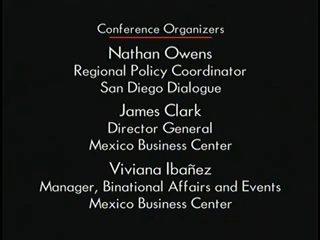 Conference Organizers
Nathan Owens
Regional Policy Coordinator
San Diego Dialogue
James Clark
Director General
Mexico Business Center
Viviana Ibañez
Manager, Binational Affairs and Events
Mexico Business Center